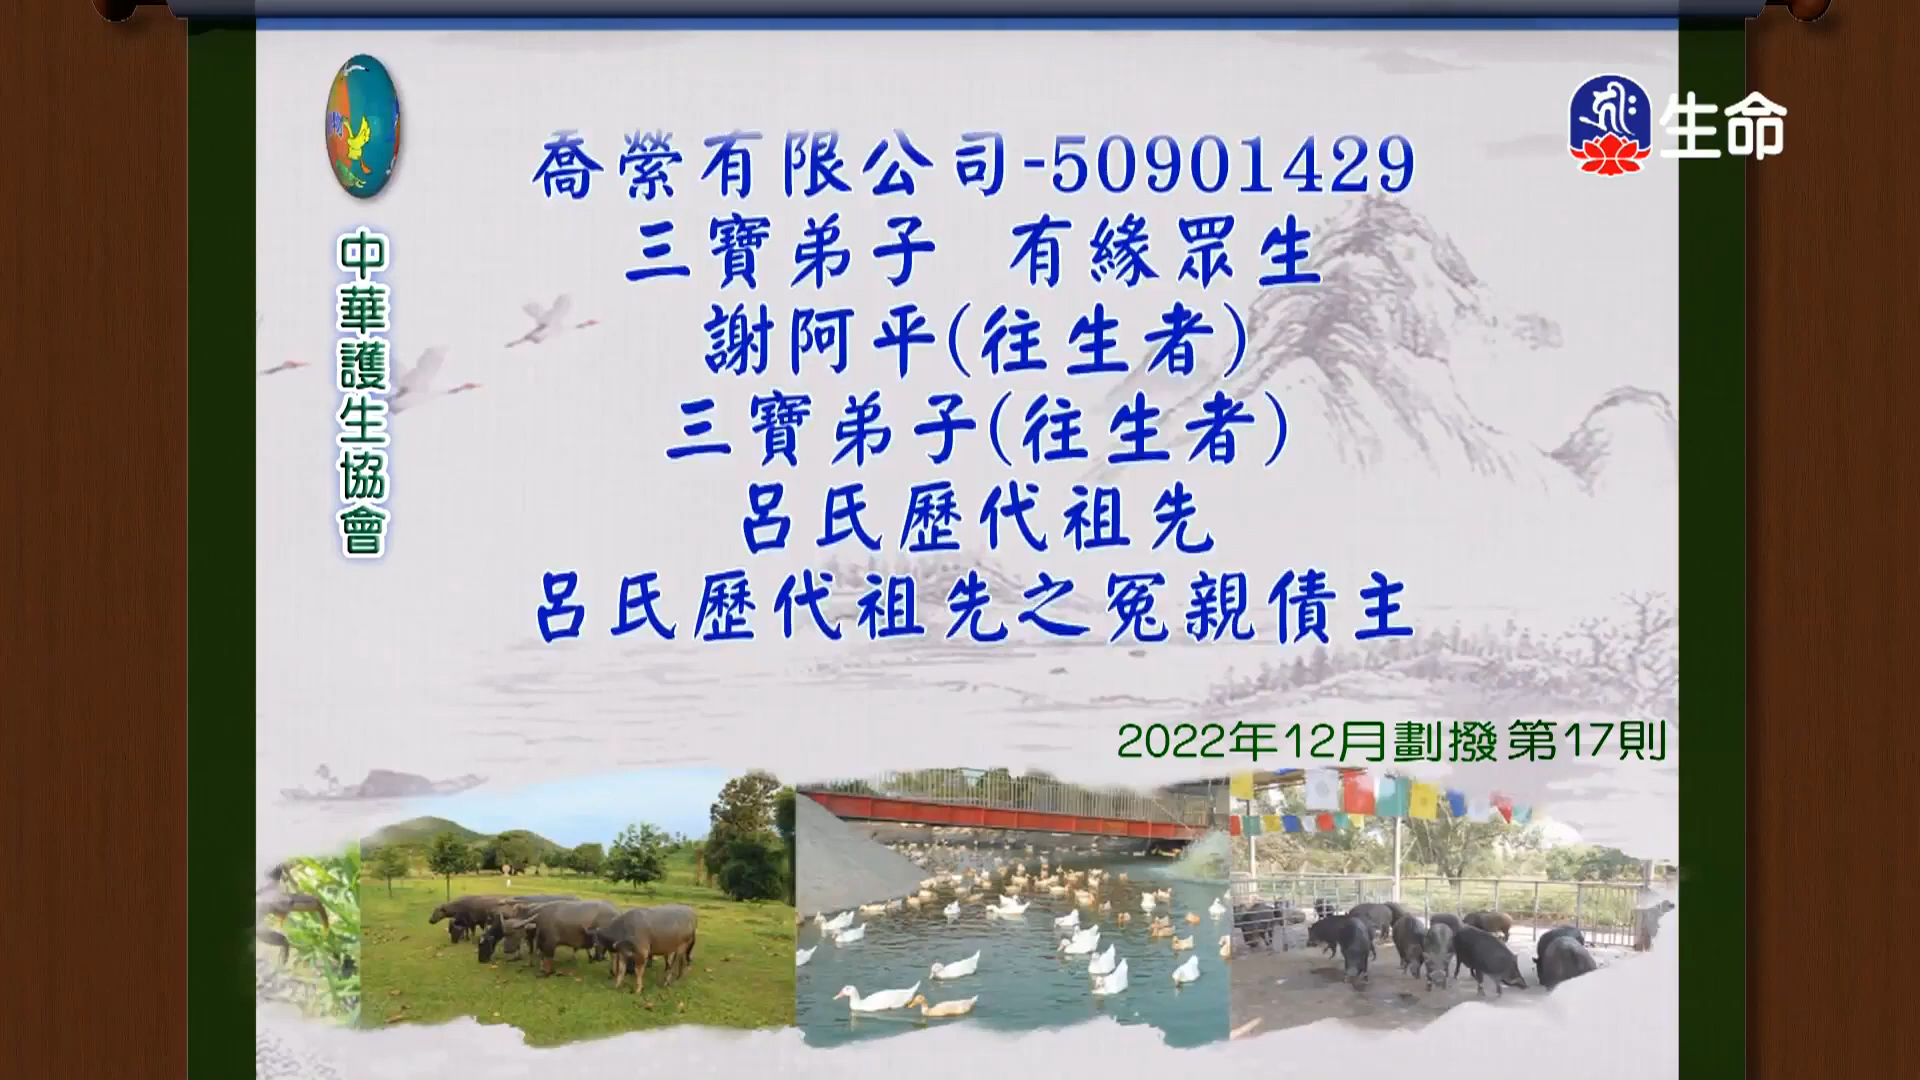 生命
中華護生協會
喬縈有限公司-50901429
三寶弟子 有緣眾生
謝阿平(往生者)
三寶弟子(往生者)
呂氏歷代祖先
呂氏歷代祖先之冤親債主
2022年12月劃撥 第17則